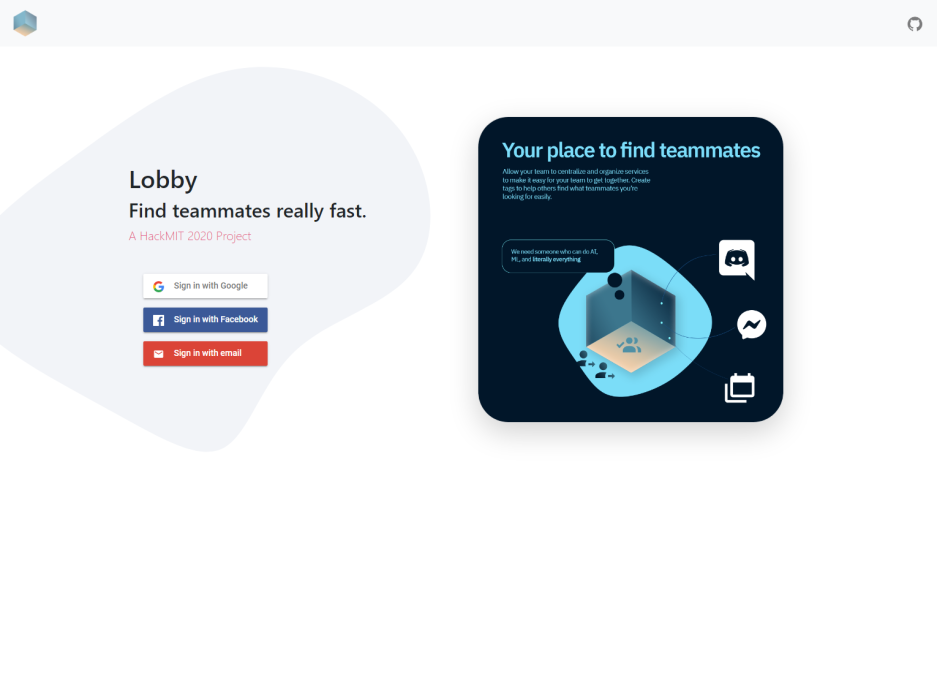 Lobby
Find teammates really fast.
A HackMIT 2020 Project
Sign in with Google
Sign in with Facebook
Sign in with email
Your place to find teammates
Allow your team to centralize and organize services
to make it easy for your team to get together. Create
tags to help others find what teammates you're
looking for easily.
We need someone who can do AI,
ML, and literally everything